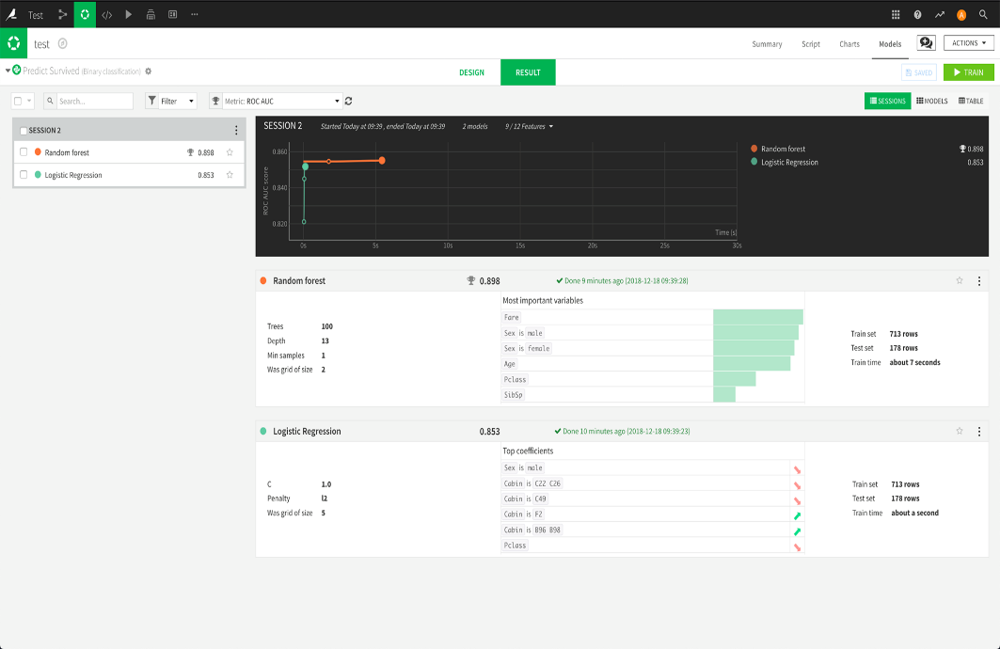 Test
A
test
Summary
Script
Charts
Models
ACTIONS
Predict Survived (Binary classification)
DESIGN
RESULT
SAVED
TRAIN
Search...
Filter
Metric: ROC AUC
SESSIONS
MODELS
TABLE
SESSION 2
Random forest 0.898
Logistic Regression 0.853
SESSION 2 Started Today at 09:39 , ended Today at 09:39 2 models 9 / 12 Features
ROC AUC score
0.860
0.840
0.820
Time (s)
0s 5s 10s 15s 20s 25s 30s
Random forest 0.898
Logistic Regression 0.853
Random forest 0.898 Done 9 minutes ago (2018-12-18 09:39:28)
Trees 100
Depth 13
Min samples 1
Was grid of size 2
Most important variables
Fare
Sex is male
Sex is female
Age
Pclass
SibSp
Train set 713 rows
Test set 178 rows
Train time about 7 seconds
Logistic Regression 0.853 Done 10 minutes ago (2018-12-18 09:39:23)
C 1.0
Penalty l2
Was grid of size 5
Top coefficients
Sex is male
Cabin is C22 C26
Cabin is C49
Cabin is F2
Cabin is B96 B98
Pclass
Train set 713 rows
Test set 178 rows
Train time about a second